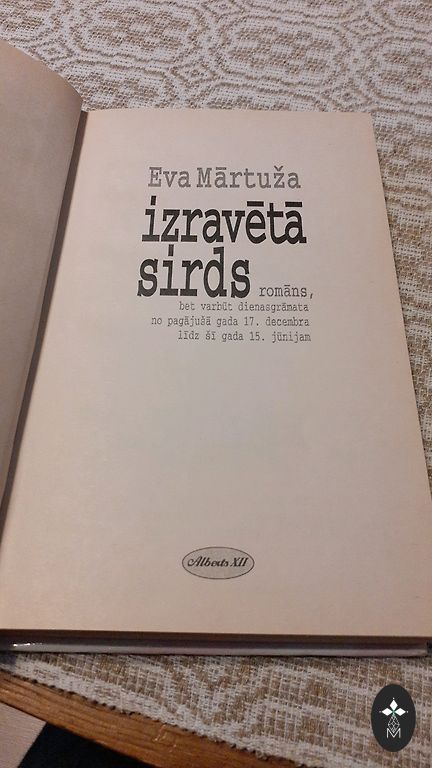 Eva Mārtuža
izravētā
sirds romāns,
bet varbūt dienasgrāmata
no pagājušā gada 17. decembra
līdz šī gada 15. jūnijam
Alberts XII
M